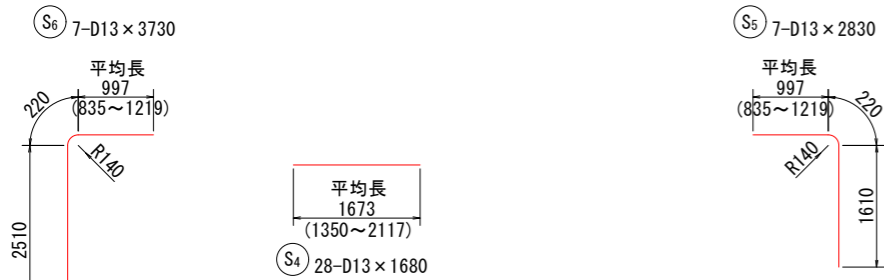 S6 7-D13×3730
平均長
997
(835～1219)
220
R140
2510
平均長
1673
(1350～2117)
S4 28-D13×1680
S5 7-D13×2830
平均長
997
(835～1219)
220
R140
1610